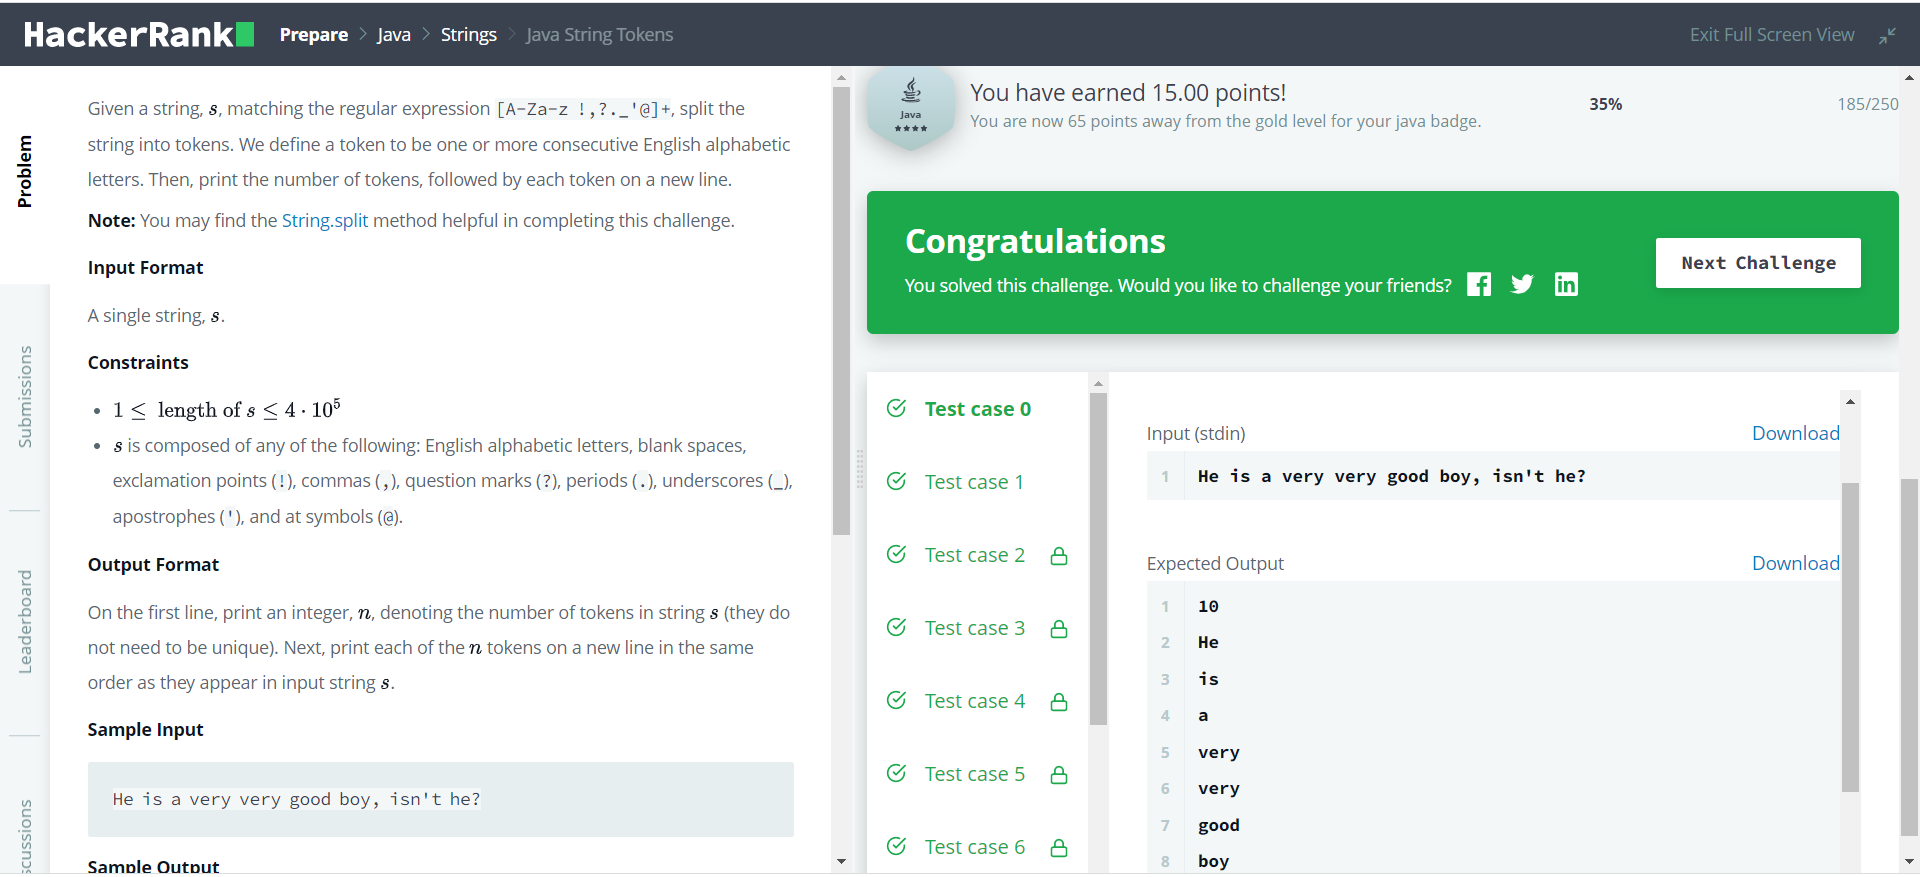 HackerRank
Prepare > Java > Strings > Java String Tokens
Exit Full Screen View
Problem
Submissions
Leaderboard
cussions
Given a string, s, matching the regular expression [A-Za-z !,?._'@]+, split the
string into tokens. We define a token to be one or more consecutive English alphabetic
letters. Then, print the number of tokens, followed by each token on a new line.
Note: You may find the String.split method helpful in completing this challenge.
Input Format
A single string, s.
Constraints
• 1 ≤ length of s ≤ 4 · 10⁵
• s is composed of any of the following: English alphabetic letters, blank spaces,
exclamation points (!), commas (,), question marks (?), periods (.), underscores (_),
apostrophes ('), and at symbols (@).
Output Format
On the first line, print an integer, n, denoting the number of tokens in string s (they do
not need to be unique). Next, print each of the n tokens on a new line in the same
order as they appear in input string s.
Sample Input
He is a very very good boy, isn't he?
Sample Output
Java
You have earned 15.00 points!
You are now 65 points away from the gold level for your java badge.
35%
185/250
Congratulations
You solved this challenge. Would you like to challenge your friends?
Next Challenge
Test case 0
Test case 1
Test case 2
Test case 3
Test case 4
Test case 5
Test case 6
Input (stdin)
Download
1 He is a very very good boy, isn't he?
Expected Output
Download
1 10
2 He
3 is
4 a
5 very
6 very
7 good
8 boy